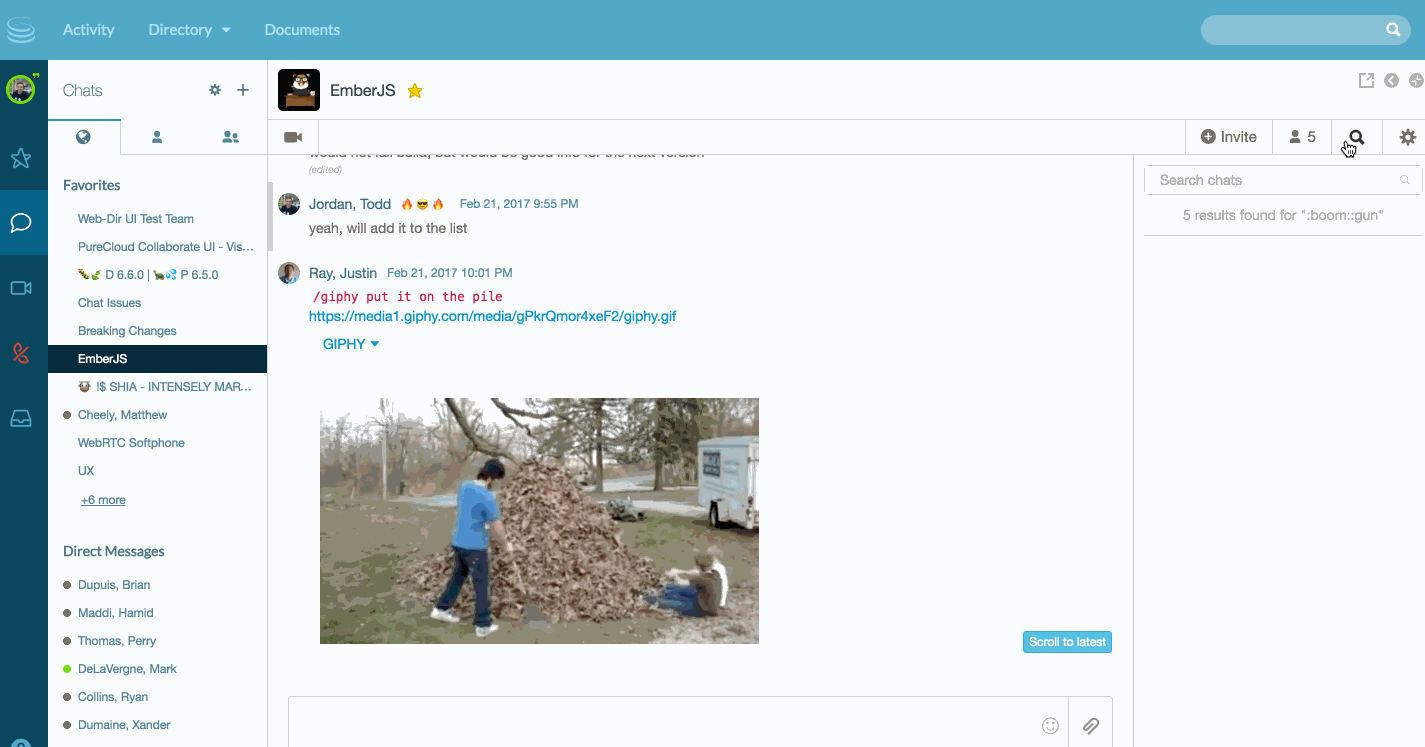 Activity
Directory
Documents
Chats
Favorites
Web-Dir UI Test Team
PureCloud Collaborate UI - Vis...
D 6.6.0 | P 6.5.0
Chat Issues
Breaking Changes
EmberJS
!$ SHIA - INTENSELY MAR...
Cheely, Matthew
WebRTC Softphone
UX
+6 more
Direct Messages
Dupuis, Brian
Maddi, Hamid
Thomas, Perry
DeLaVergne, Mark
Collins, Ryan
Dumaine, Xander
EmberJS
Invite
5
would not fail build, but would be good info for the next version
(edited)
Jordan, Todd Feb 21, 2017 9:55 PM
yeah, will add it to the list
Ray, Justin Feb 21, 2017 10:01 PM
/giphy put it on the pile
https://media1.giphy.com/media/gPkrQmor4xeF2/giphy.gif
GIPHY
Scroll to latest
Search chats
5 results found for ":boom::gun"